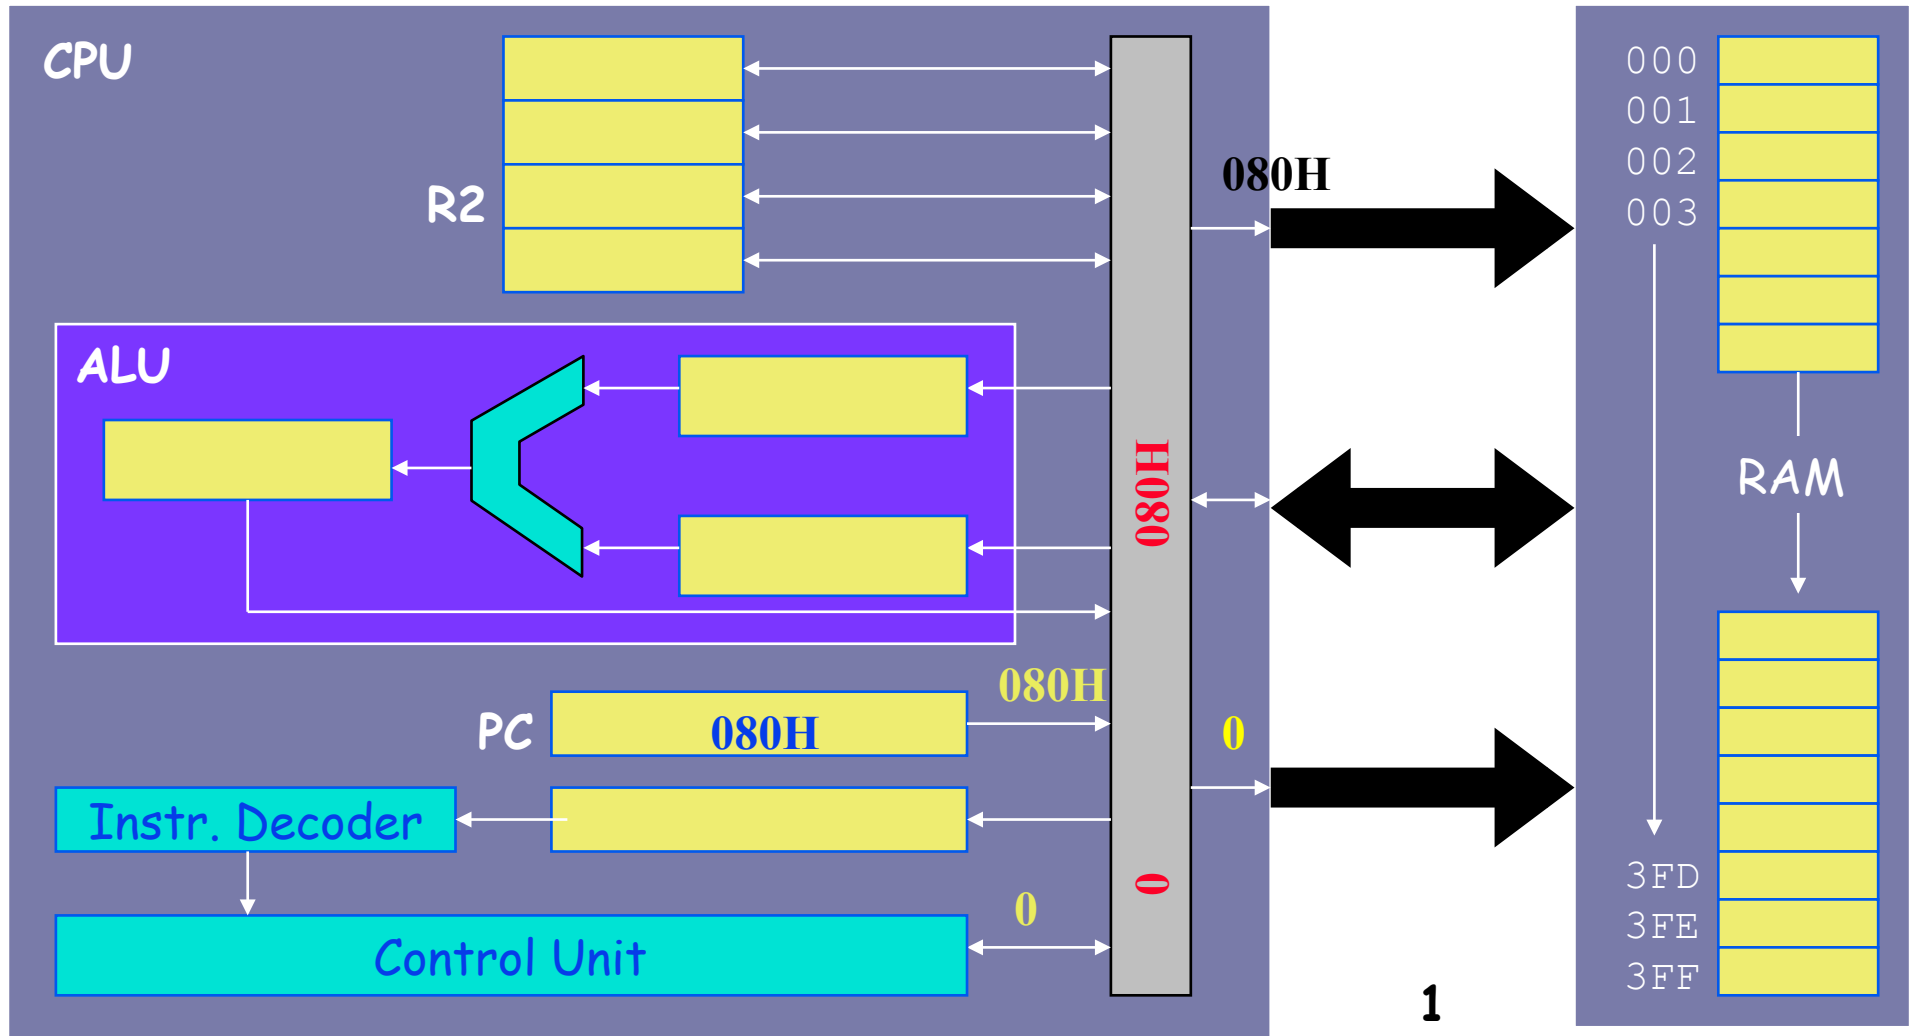 CPU
R2
ALU
080H
PC
080H
Instr. Decoder
0
Control Unit
080H
0
080H
0
1
000
001
002
003
RAM
3FD
3FE
3FF